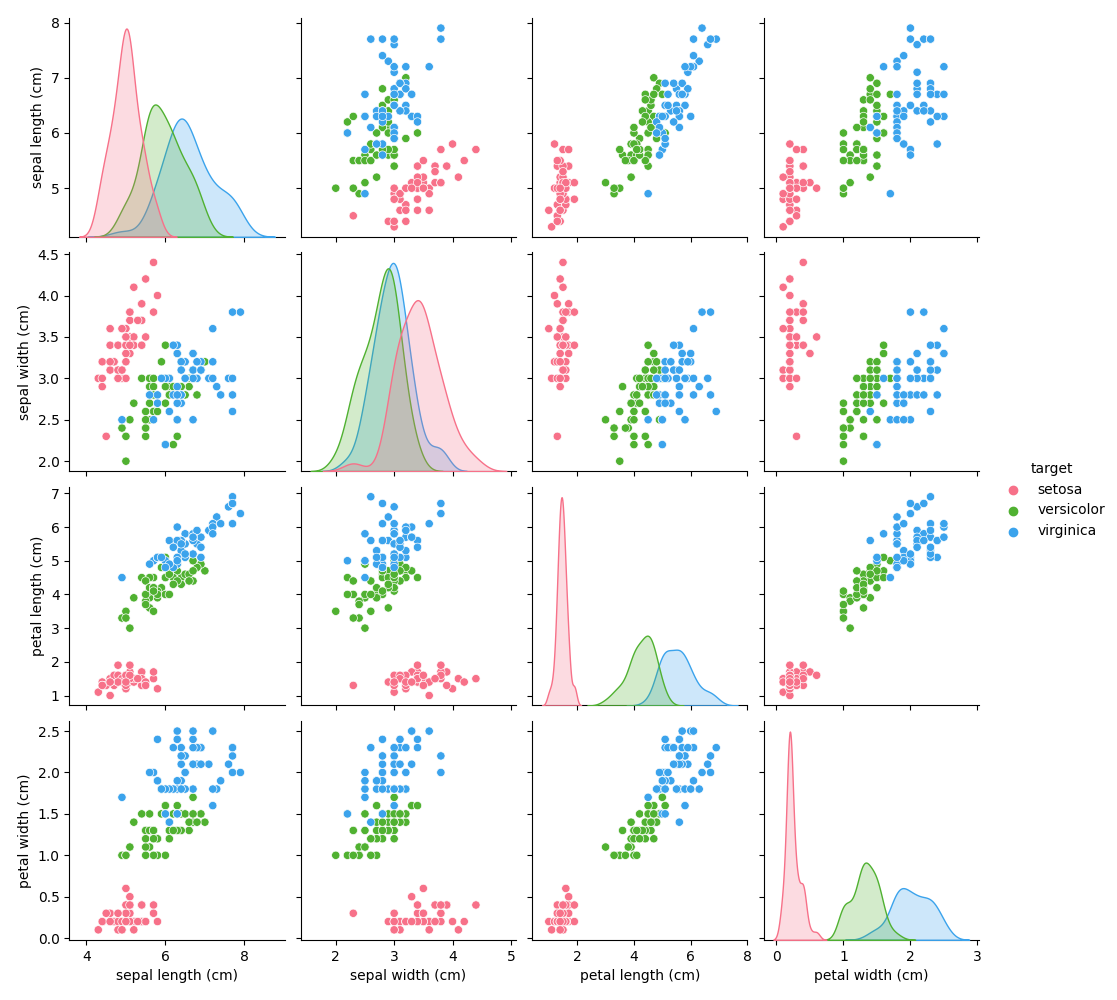 8
7
6
5
sepal length (cm)
4.5
4.0
3.5
3.0
2.5
2.0
sepal width (cm)
7
6
5
4
3
2
1
petal length (cm)
2.5
2.0
1.5
1.0
0.5
0.0
petal width (cm)
4 6 8
sepal length (cm)
2 3 4 5
sepal width (cm)
2 4 6 8
petal length (cm)
0 1 2 3
petal width (cm)
target
setosa
versicolor
virginica